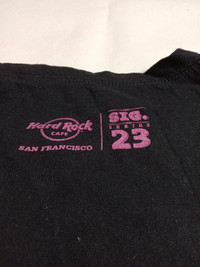 Hard Rock
CAFE
SAN FRANCISCO
SIG.
SERIES
23